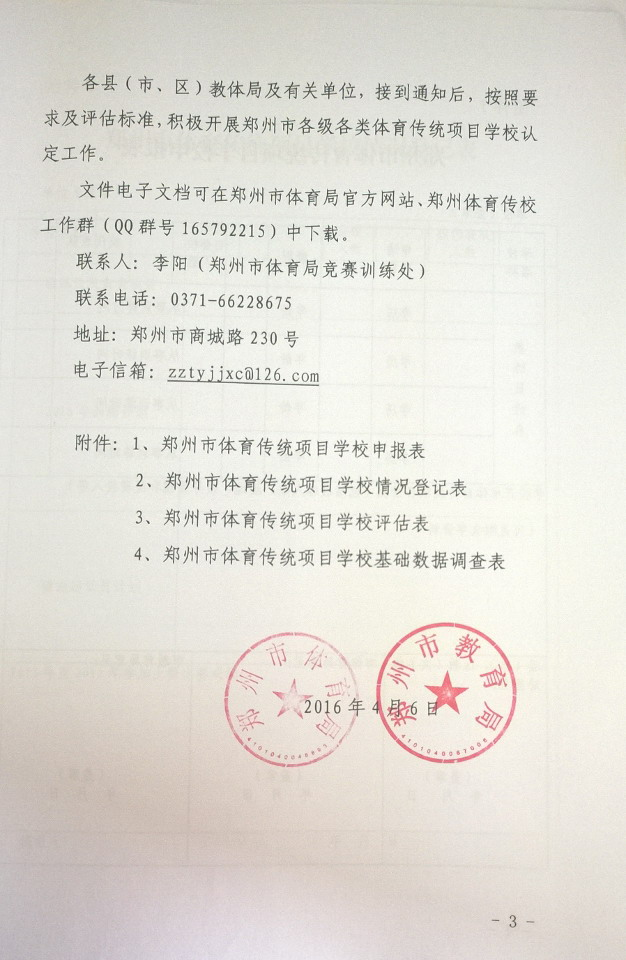 各县（市、区）教体局及有关单位，接到通知后，按照要
求及评估标准，积极开展郑州市各级各类体育传统项目学校认
定工作。
文件电子文档可在郑州市体育局官方网站、郑州体育传校
工作群（QQ 群号 165792215）中下载。
联系人：李阳（郑州市体育局竞赛训练处）
联系电话：0371-66228675
地址：郑州市商城路 230 号
电子信箱：zztyjjxc@126.com
附件：1、郑州市体育传统项目学校申报表
2、郑州市体育传统项目学校情况登记表
3、郑州市体育传统项目学校评估表
4、郑州市体育传统项目学校基础数据调查表
郑州市体育局
郑州市教育局
2016 年 4 月 6 日
- 3 -